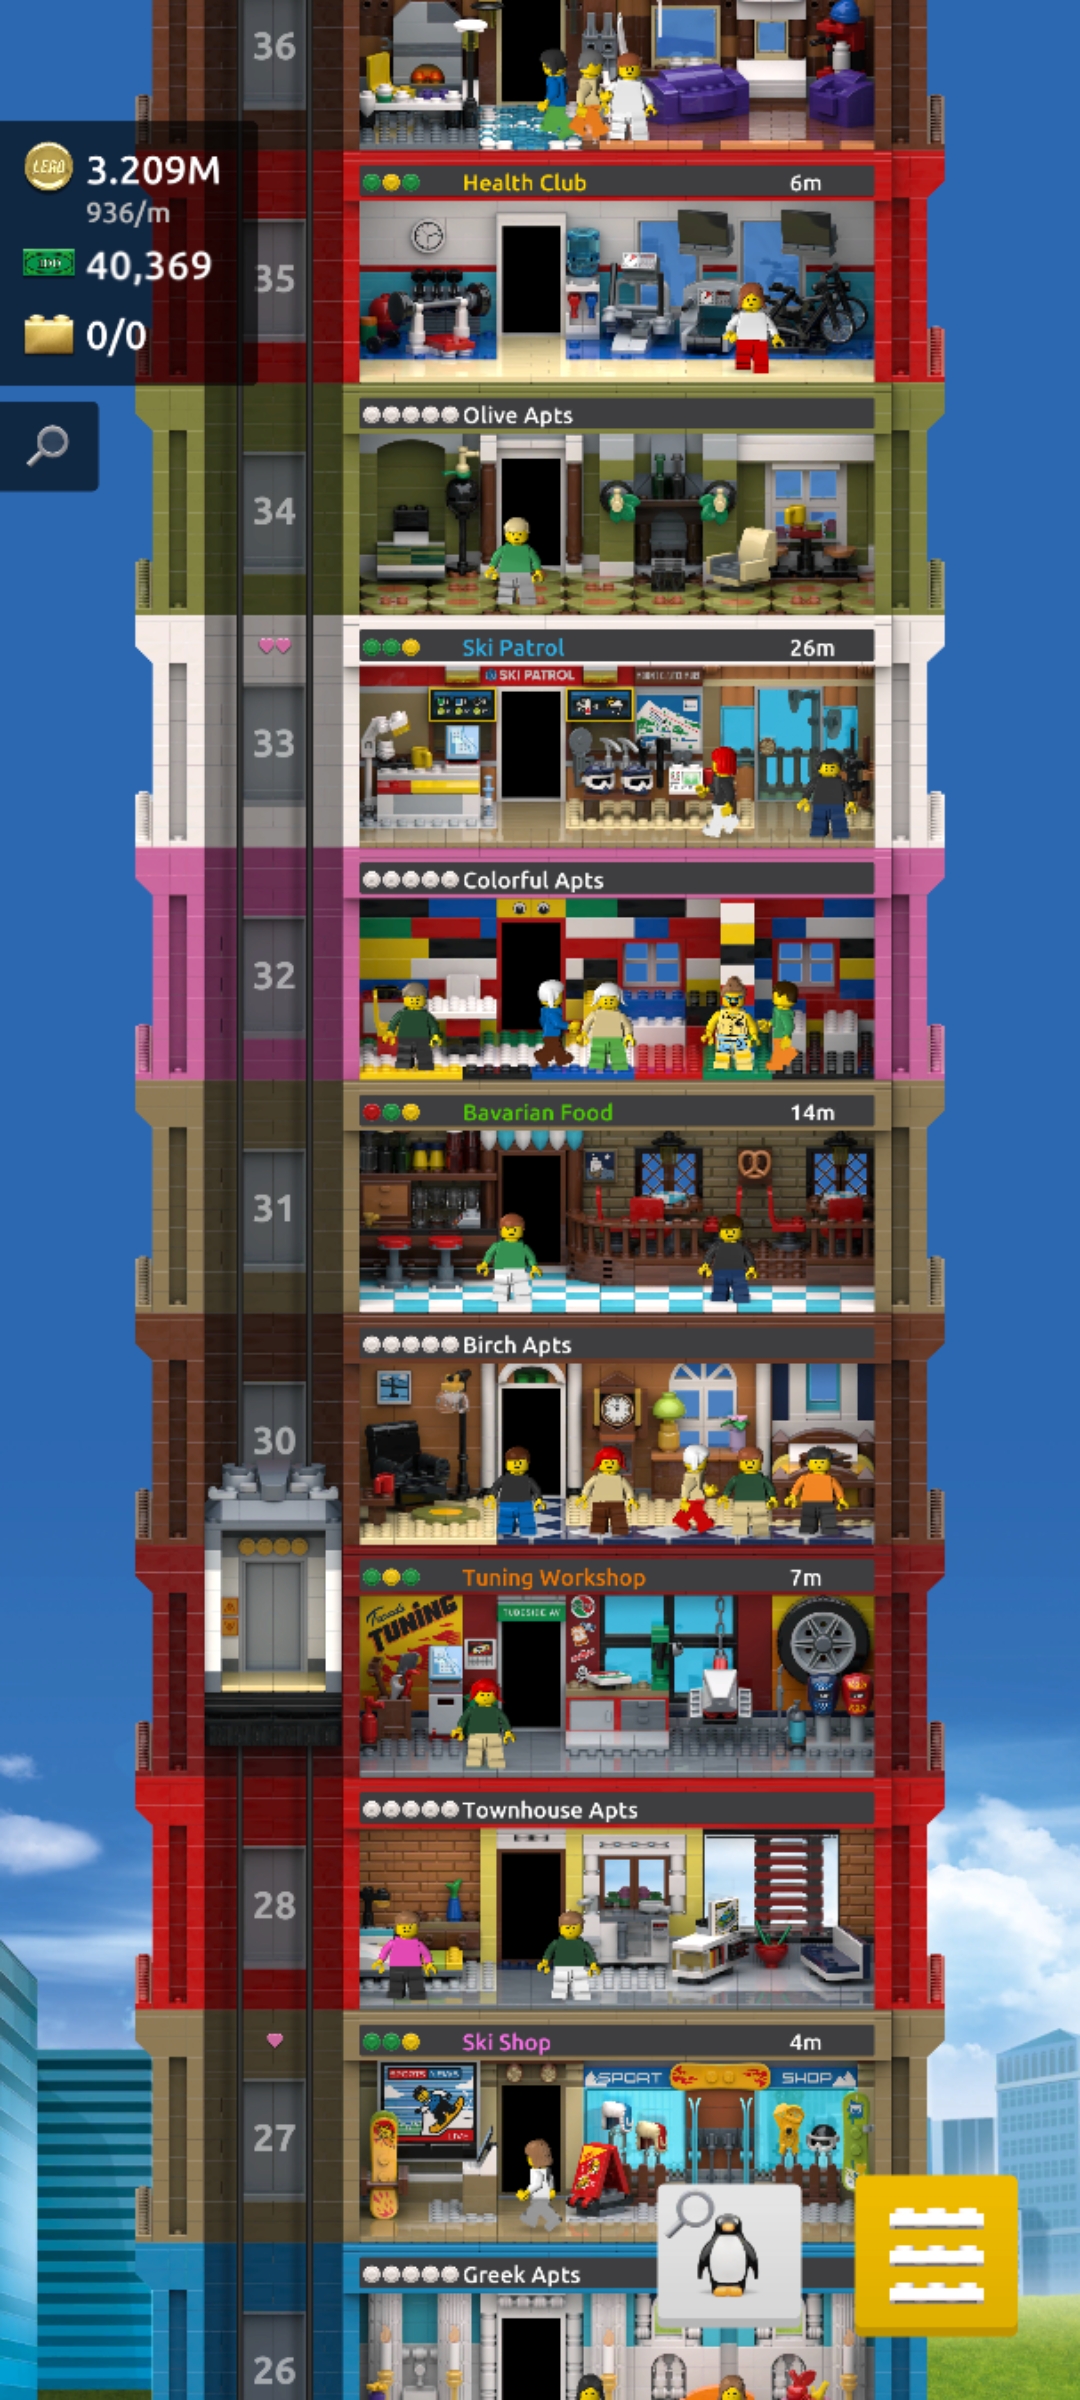 36
LEGO
3.209M
936/m
40,369
0/0
Health Club 6m
35
Olive Apts
34
Ski Patrol 26m
SKI PATROL
33
Colorful Apts
32
Bavarian Food 14m
31
Birch Apts
30
Tuning Workshop 7m
TUNING
TUBESIDE AV
Townhouse Apts
28
Ski Shop 4m
SPORT SHOP
27
Greek Apts
26